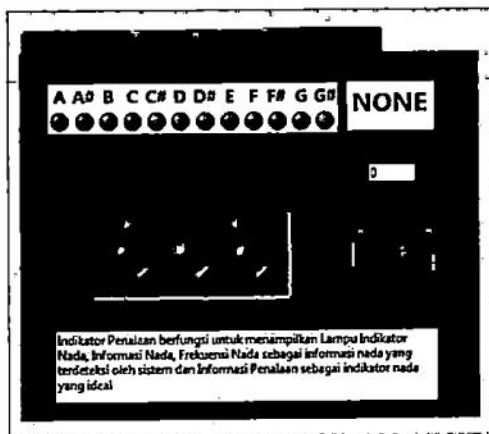 A A# B C C# D D# E F F# G G#
NONE
0
Indikator Penalaan berfungsi untuk menampilkan Lampu Indikator
Nada, Informasi Nada, Frekuensi Nada sebagai informasi nada yang
terdeteksi oleh sistem dan Informasi Penalaan sebagai indikator nada
yang ideal